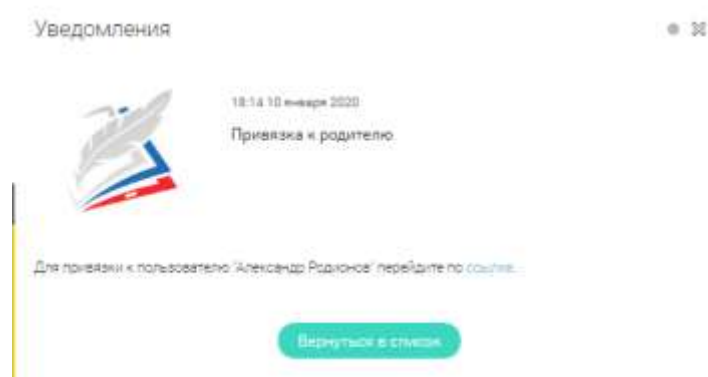 Уведомления
18:14 10 января 2020
Привязка к родителю
Для привязки к пользователю "Александр Родионов" перейдите по ссылке.
Вернуться в список